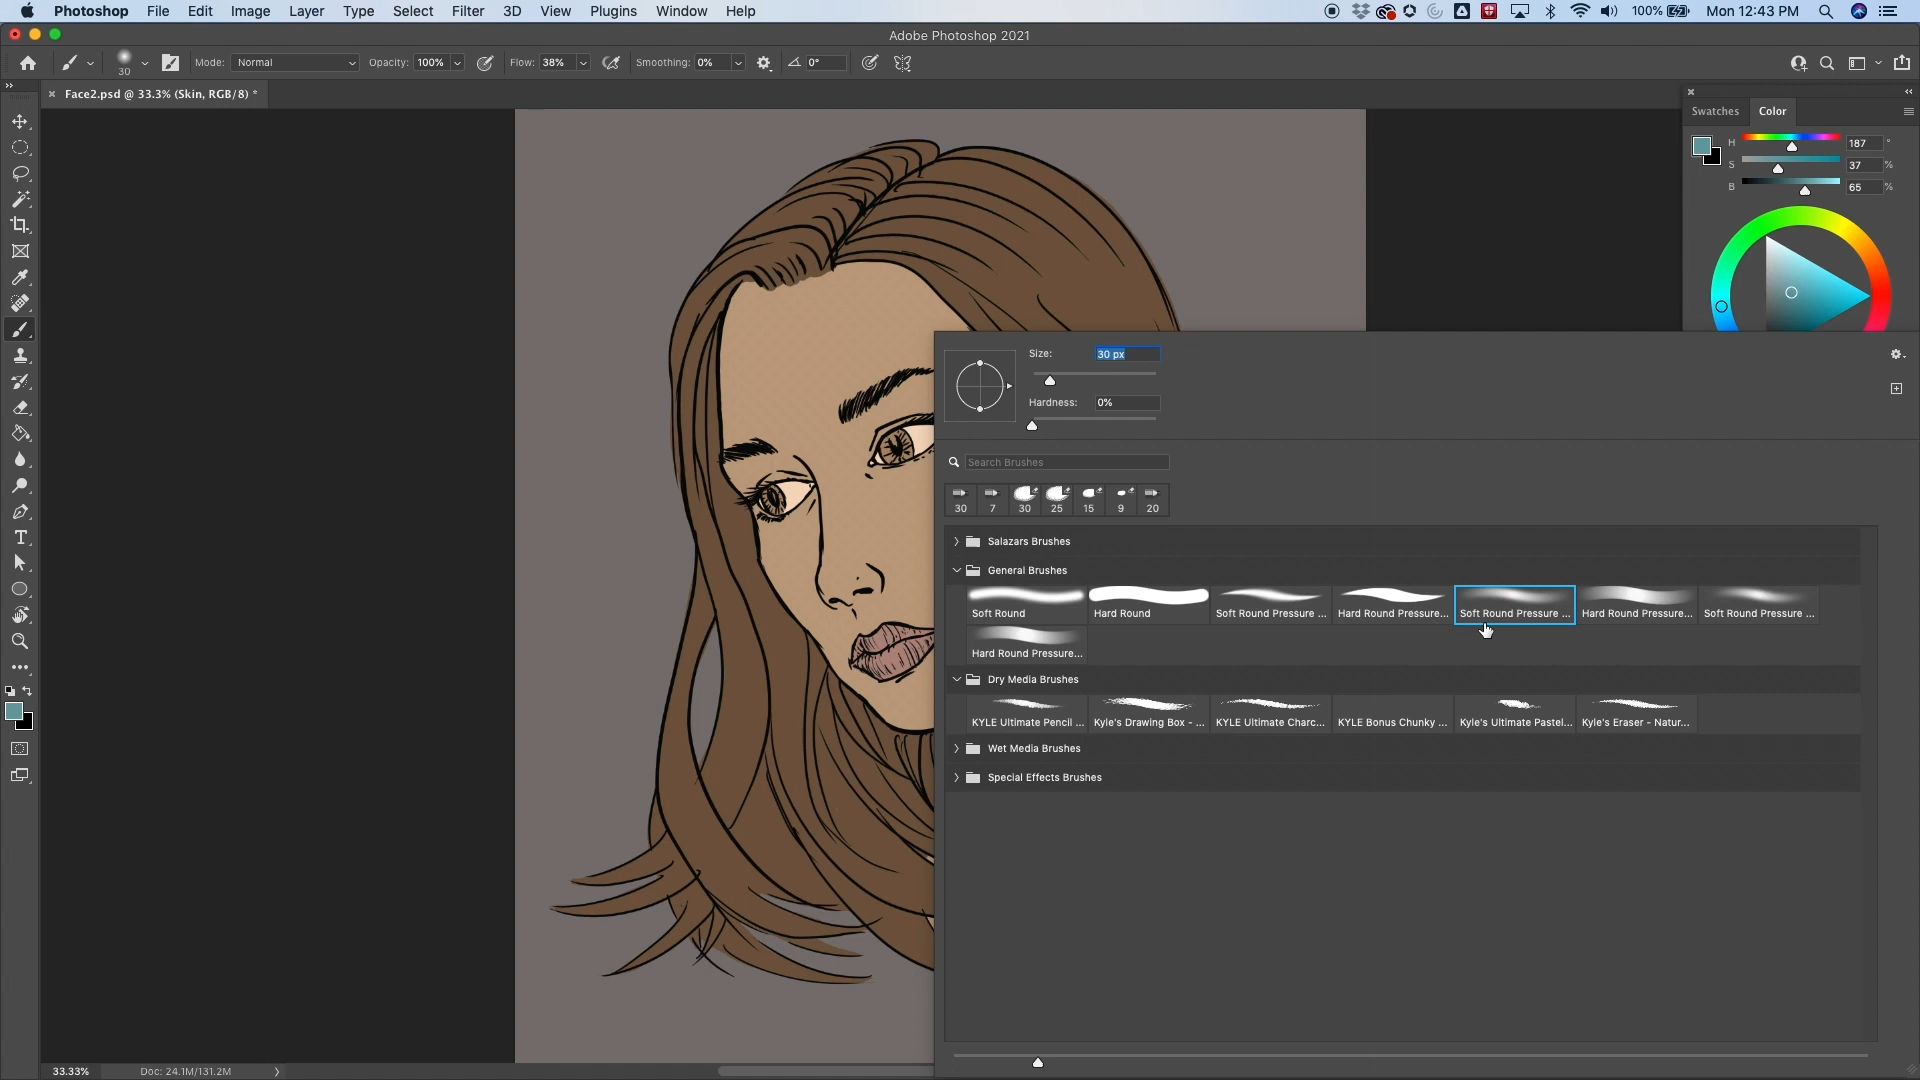 Photoshop File Edit Image Layer Type Select Filter 3D View Plugins Window Help 100% Mon 12:43 PM
Adobe Photoshop 2021
30 Mode: Normal Opacity: 100% Flow: 38% Smoothing: 0% 0°
Face2.psd @ 33.3% (Skin, RGB/8) *
Swatches Color
H 187 °
S 37 %
B 65 %
Size: 30 px
Hardness: 0%
Search Brushes
30 7 30 25 15 9 20
Salazars Brushes
General Brushes
Soft Round Hard Round Soft Round Pressure ... Hard Round Pressure... Soft Round Pressure ... Hard Round Pressure... Soft Round Pressure ...
Hard Round Pressure...
Dry Media Brushes
KYLE Ultimate Pencil ... Kyle's Drawing Box - ... KYLE Ultimate Charc... KYLE Bonus Chunky ... Kyle's Ultimate Pastel... Kyle's Eraser - Natur...
Wet Media Brushes
Special Effects Brushes
33.33% Doc: 24.1M/131.2M